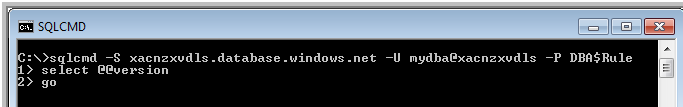 SQLCMD
C:\>sqlcmd -S xacnzxvdls.database.windows.net -U mydba@xacnzxvdls -P DBA$Rule
1> select @@version
2> go